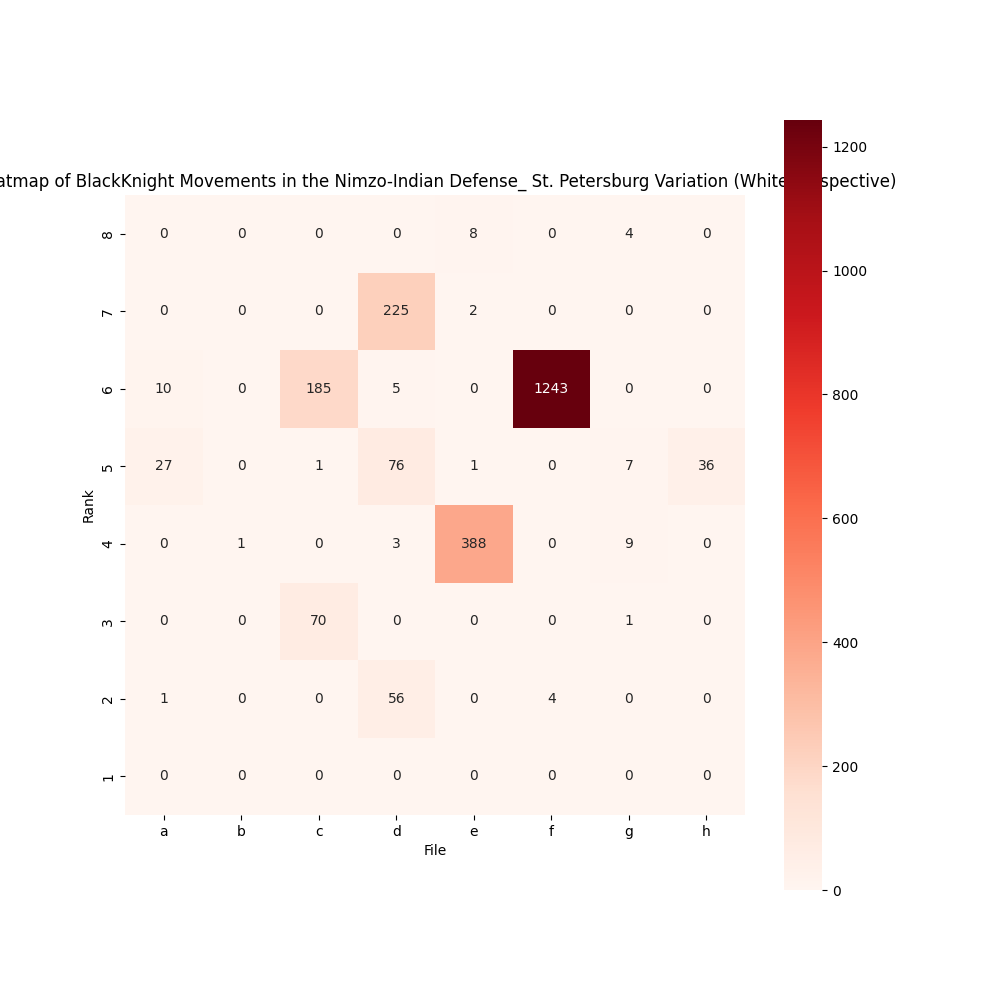 atmap of BlackKnight Movements in the Nimzo-Indian Defense_ St. Petersburg Variation (White spective)
1200
1000
800
600
400
200
0
Rank
8 0 0 0 0 8 0 4 0
7 0 0 0 225 2 0 0 0
6 10 0 185 5 0 1243 0 0
5 27 0 1 76 1 0 7 36
4 0 1 0 3 388 0 9 0
3 0 0 70 0 0 0 1 0
2 1 0 0 56 0 4 0 0
1 0 0 0 0 0 0 0 0
a b c d e f g h
File